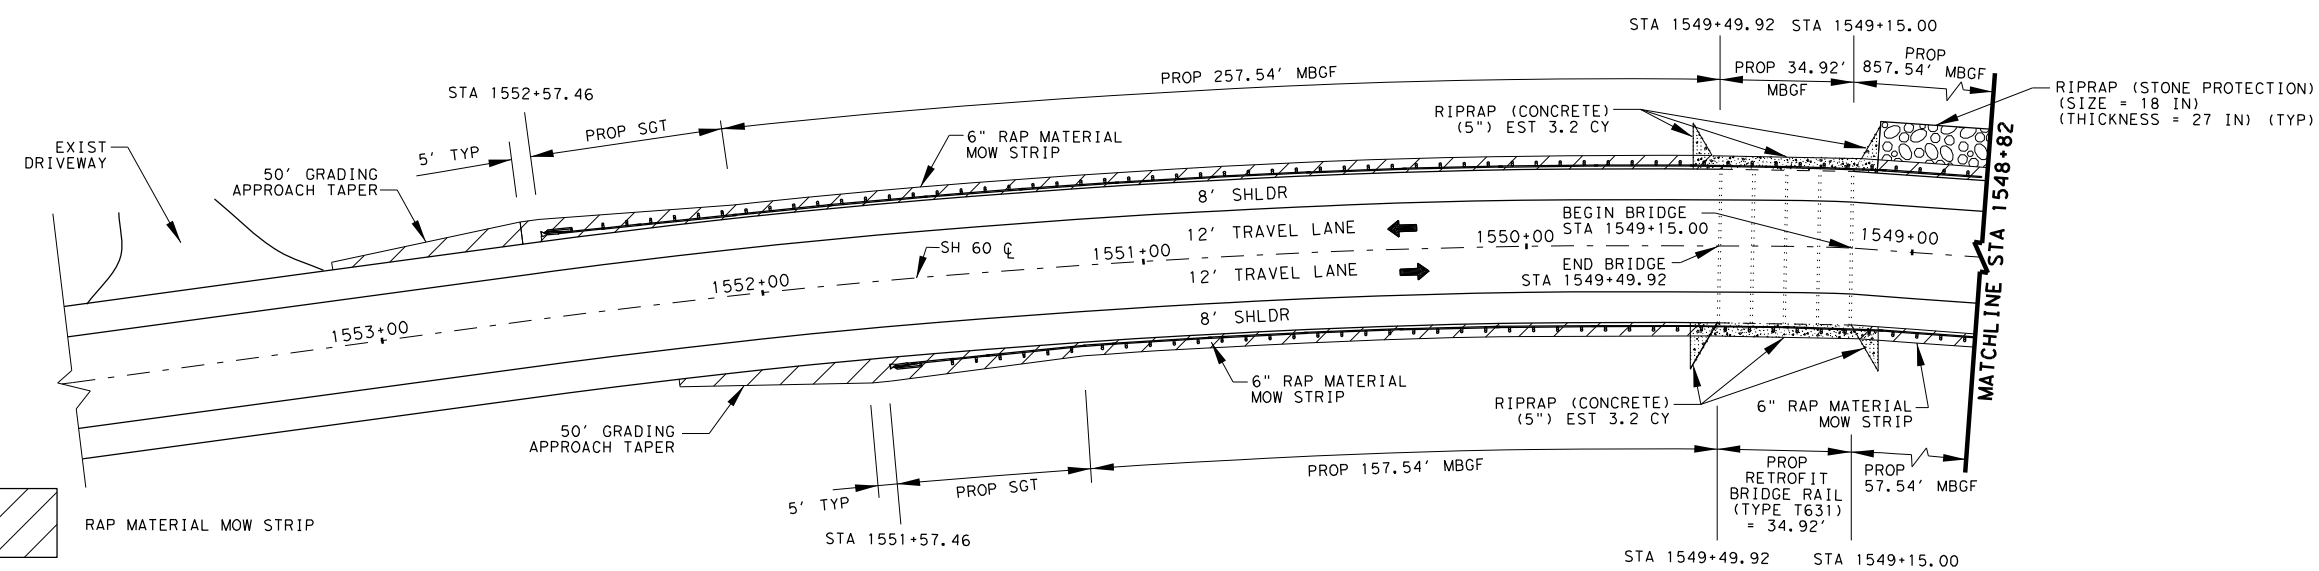 STA 1549+49.92
STA 1549+15.00
PROP
857.54' MBGF
PROP 34.92'
MBGF
PROP 257.54' MBGF
RIPRAP (STONE PROTECTION)
(SIZE = 18 IN)
(THICKNESS = 27 IN) (TYP)
STA 1552+57.46
PROP SGT
5' TYP
RIPRAP (CONCRETE)
(5") EST 3.2 CY
6" RAP MATERIAL
MOW STRIP
EXIST
DRIVEWAY
50' GRADING
APPROACH TAPER
8' SHLDR
12' TRAVEL LANE
BEGIN BRIDGE
STA 1549+15.00
1549+00
1550+00
1551+00
SH 60 ℄
12' TRAVEL LANE
END BRIDGE
STA 1549+49.92
1552+00
1553+00
8' SHLDR
MATCHLINE STA 1548+82
6" RAP MATERIAL
MOW STRIP
RIPRAP (CONCRETE)
(5") EST 3.2 CY
6" RAP MATERIAL
MOW STRIP
50' GRADING
APPROACH TAPER
PROP 157.54' MBGF
PROP
RETROFIT
BRIDGE RAIL
(TYPE T631)
= 34.92'
PROP
57.54' MBGF
PROP SGT
5' TYP
STA 1551+57.46
STA 1549+49.92
STA 1549+15.00
RAP MATERIAL MOW STRIP